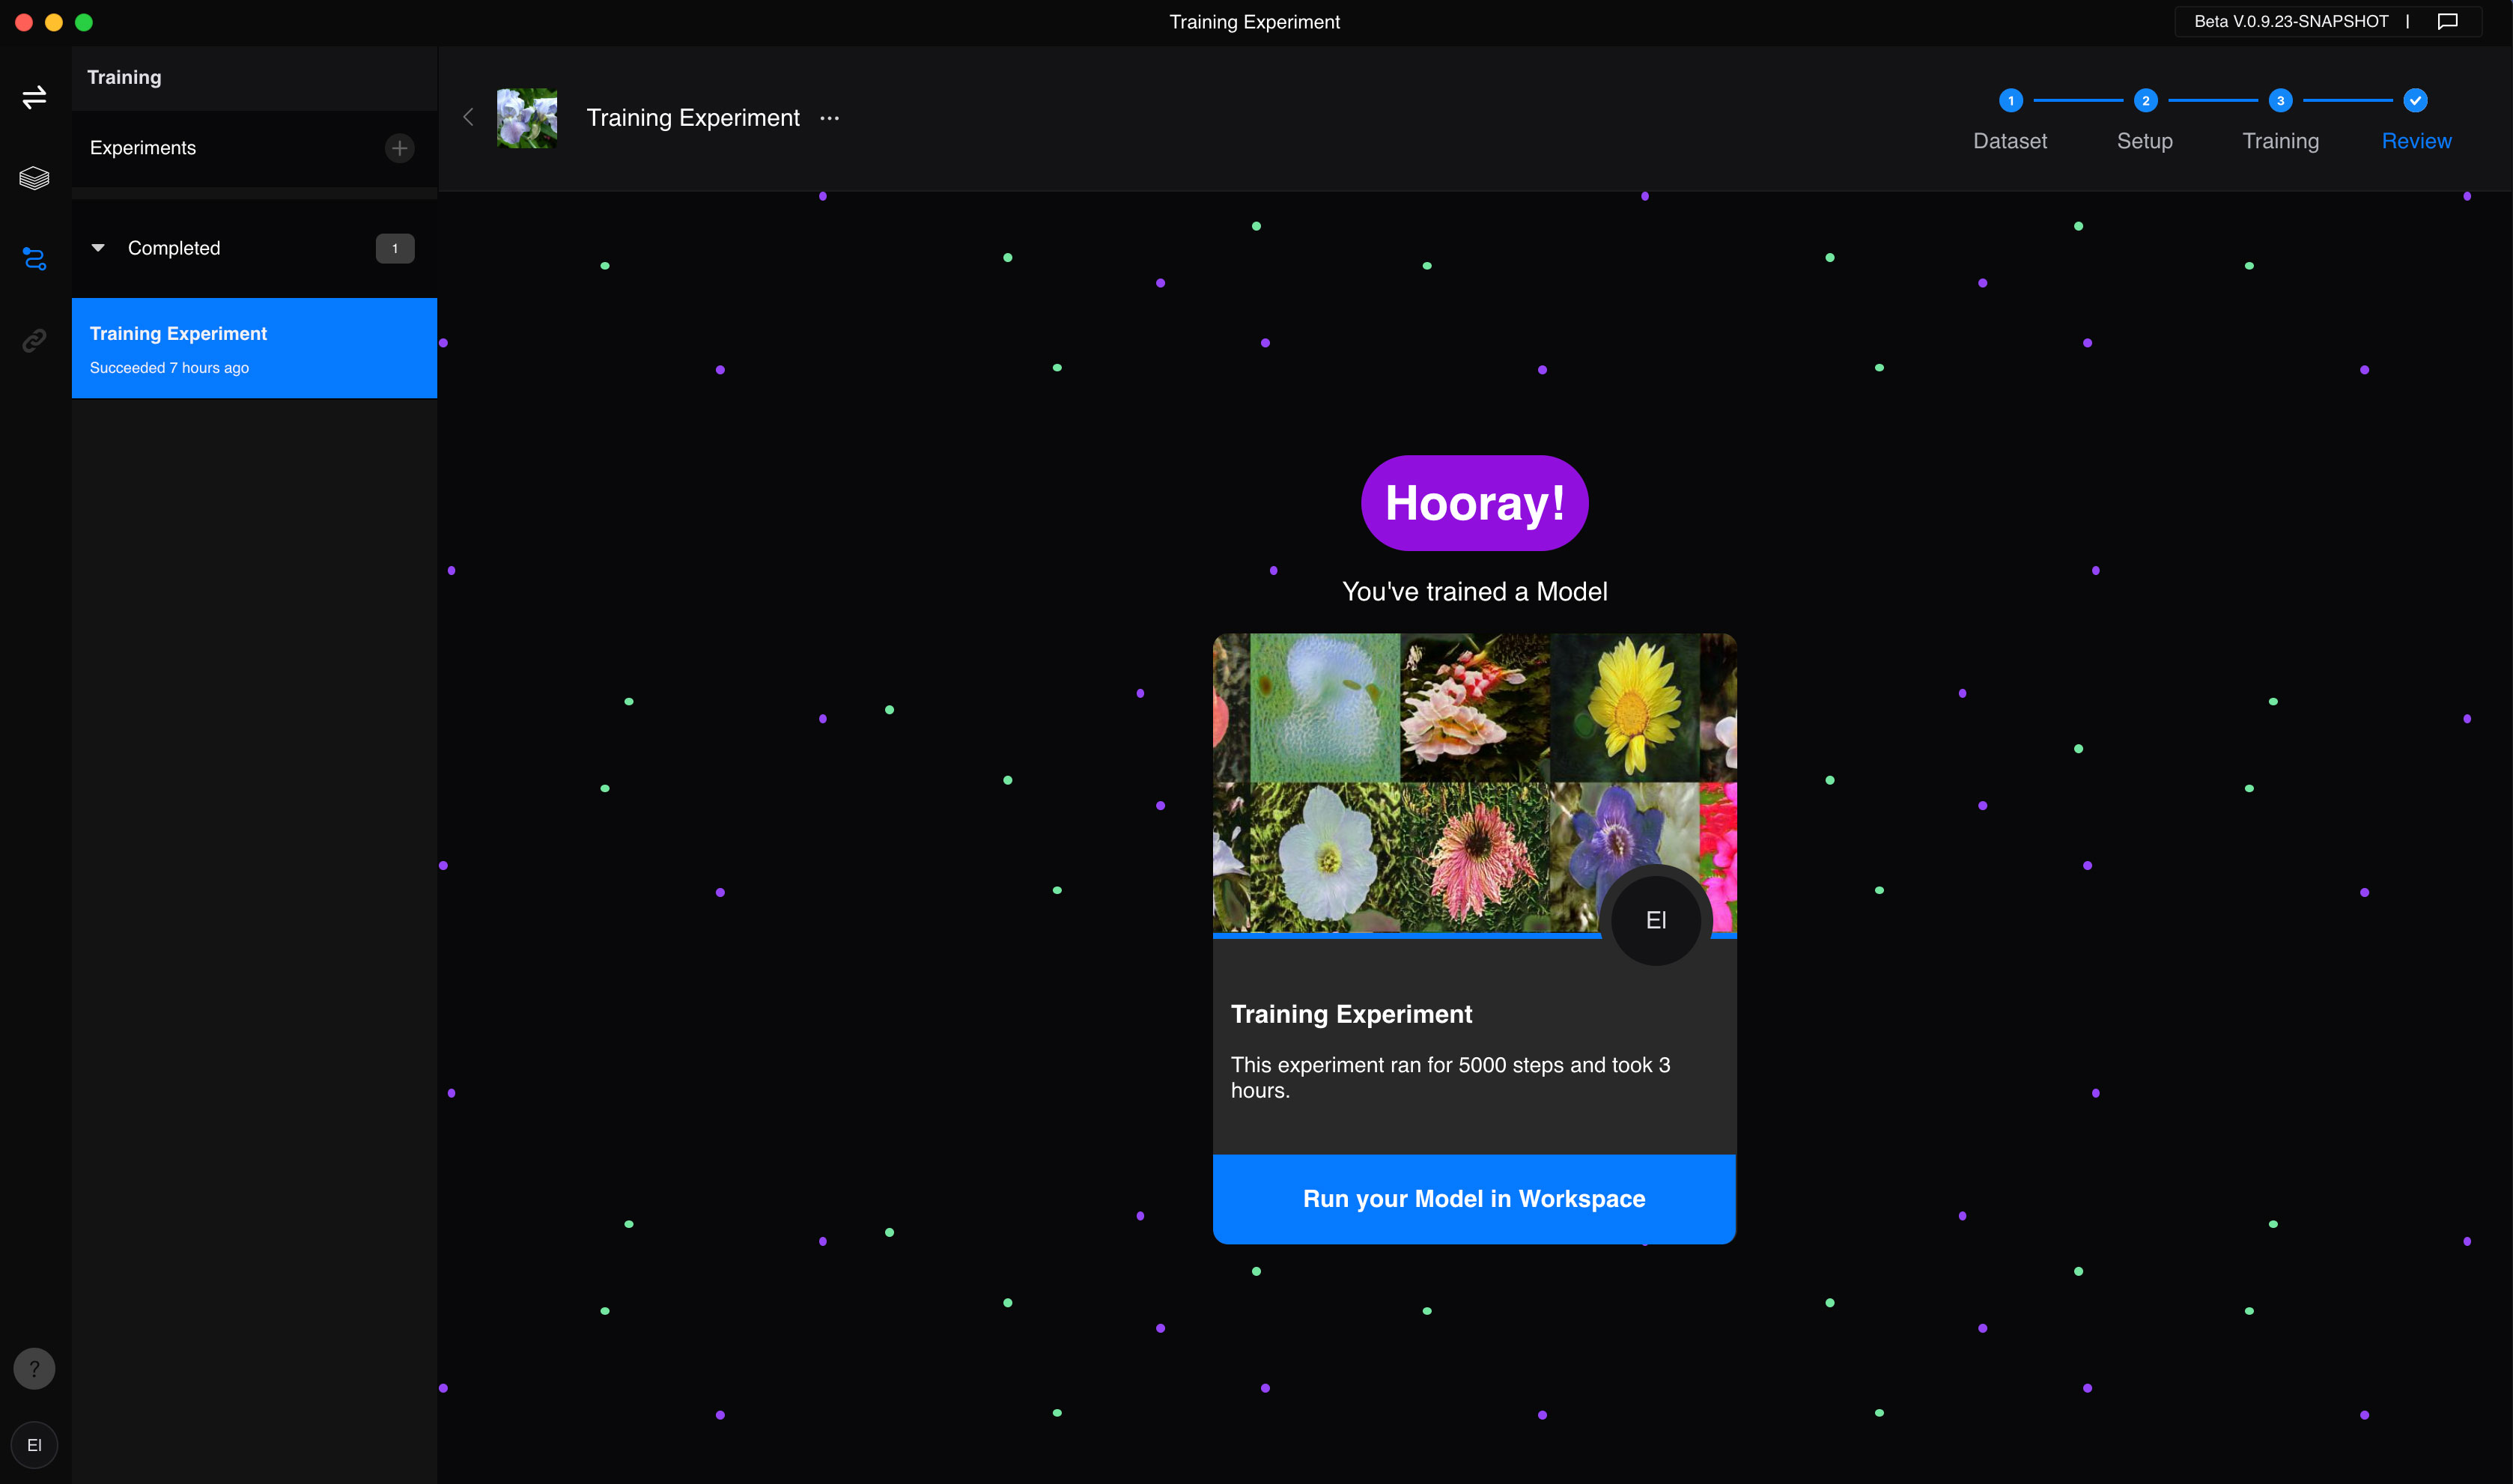 Training Experiment
Beta V.0.9.23-SNAPSHOT |
Training
Experiments
Completed
1
Training Experiment
Succeeded 7 hours ago
Training Experiment ...
1
2
3
Dataset
Setup
Training
Review
Hooray!
You've trained a Model
EI
Training Experiment
This experiment ran for 5000 steps and took 3
hours.
Run your Model in Workspace
?
EI